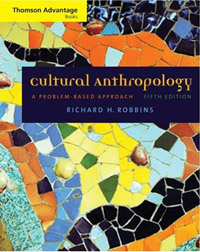 Thomson Advantage
Books
Cultural Anthropology
A PROBLEM-BASED APPROACH FIFTH EDITION
RICHARD H. ROBBINS